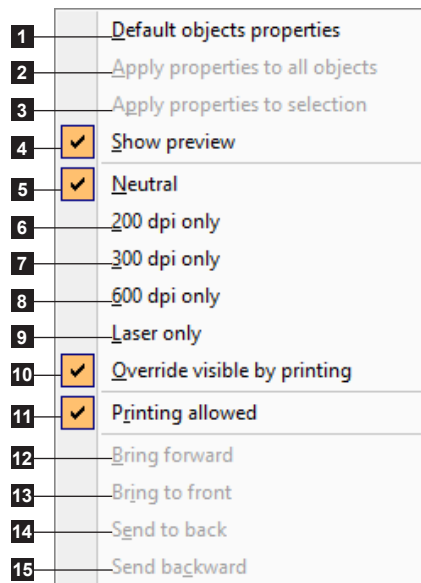 1 Default objects properties
2 Apply properties to all objects
3 Apply properties to selection
4 Show preview
5 Neutral
6 200 dpi only
7 300 dpi only
8 600 dpi only
9 Laser only
10 Override visible by printing
11 Printing allowed
12 Bring forward
13 Bring to front
14 Send to back
15 Send backward